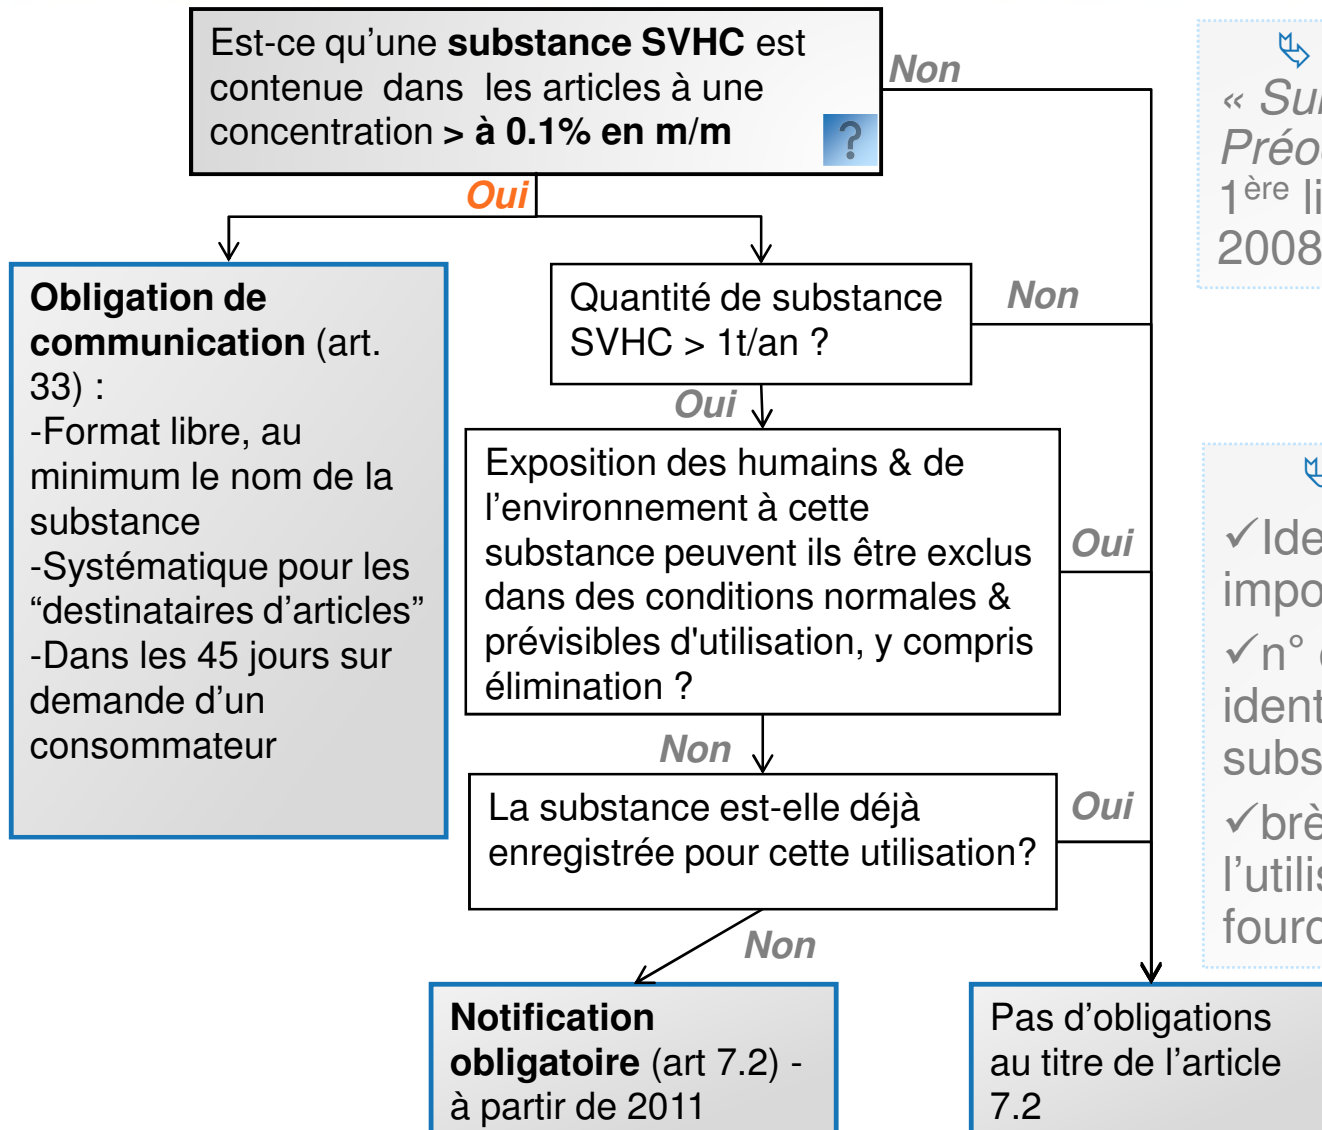 Est-ce qu’une substance SVHC est
contenue dans les articles à une
concentration > à 0.1% en m/m
?
Non
Oui
Obligation de
communication (art.
33) :
-Format libre, au
minimum le nom de la
substance
-Systématique pour les
“destinataires d’articles”
-Dans les 45 jours sur
demande d’un
consommateur
Quantité de substance
SVHC > 1t/an ?
Non
Oui
Exposition des humains & de
l’environnement à cette
substance peuvent ils être exclus
dans des conditions normales &
prévisibles d'utilisation, y compris
élimination ?
Oui
Non
La substance est-elle déjà
enregistrée pour cette utilisation?
Oui
Non
Notification
obligatoire (art 7.2) -
à partir de 2011
Pas d’obligations
au titre de l’article
7.2
«
1ère
2008
✓
✓n°
✓